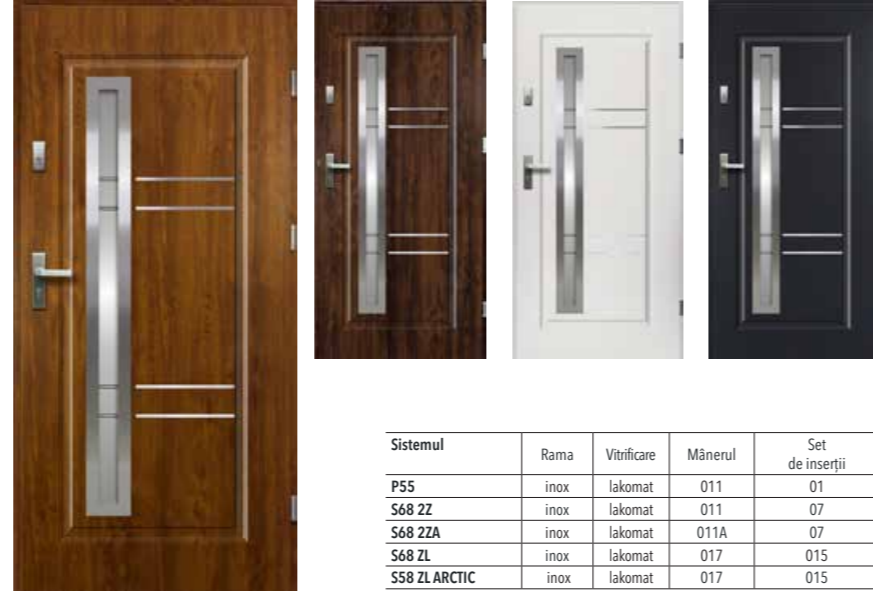 Sistemul Rama Vitrificare Mânerul Set
de inserții
P55 inox lakomat 011 01
S68 2Z inox lakomat 011 07
S68 2ZA inox lakomat 011A 07
S68 ZL inox lakomat 017 015
S58 ZL ARCTIC inox lakomat 017 015